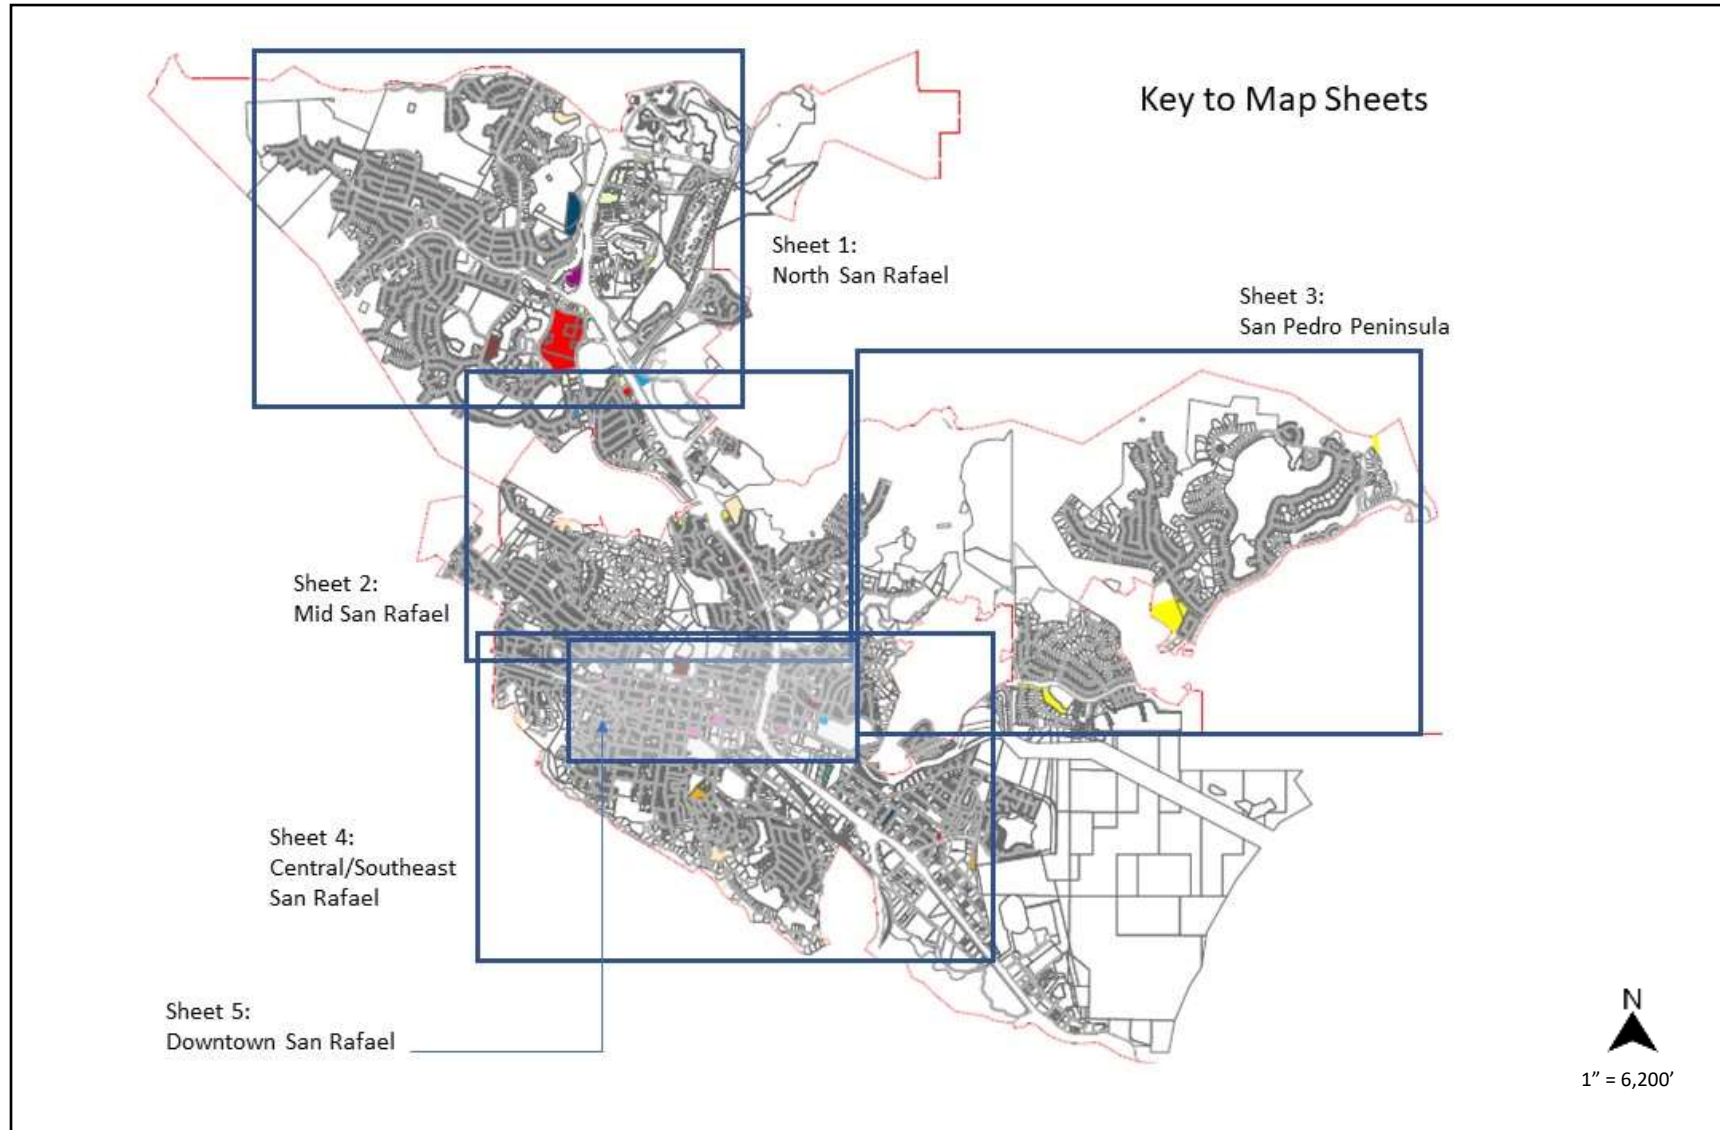 Key to Map Sheets
Sheet 1:
North San Rafael
Sheet 3:
San Pedro Peninsula
Sheet 2:
Mid San Rafael
Sheet 4:
Central/Southeast
San Rafael
Sheet 5:
Downtown San Rafael
N
1” = 6,200’